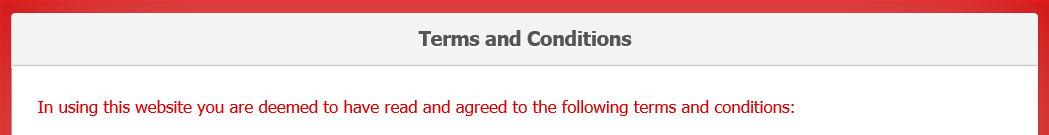 Terms and Conditions
In using this website you are deemed to have read and agreed to the following terms and conditions: